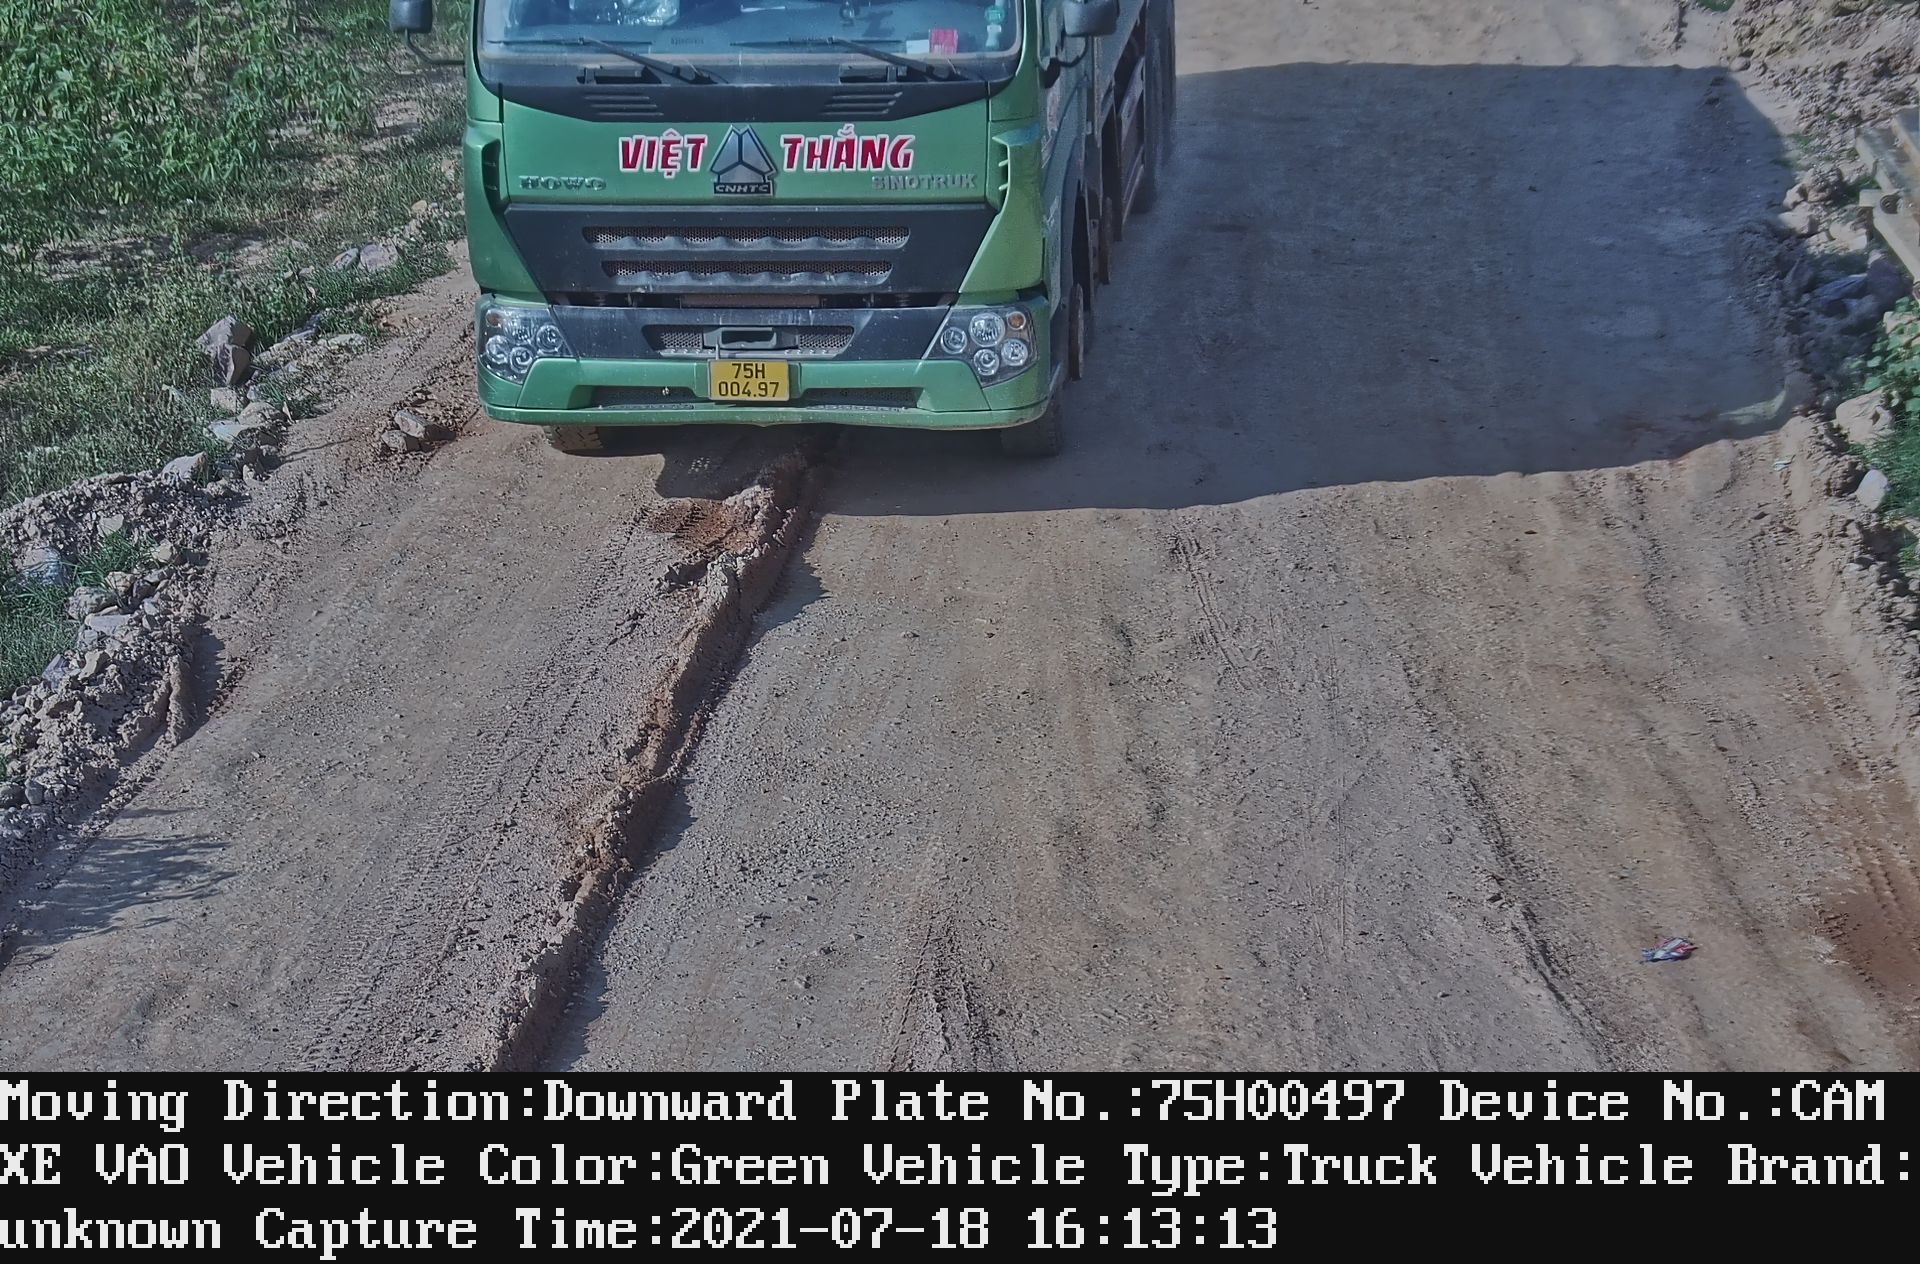 VIỆT THẮNG
HOWO CNHTC SINOTRUK
75H
004.97
Moving Direction:Downward Plate No.:75H00497 Device No.:CAM
XE VAO Vehicle Color:Green Vehicle Type:Truck Vehicle Brand:
unknown Capture Time:2021-07-18 16:13:13